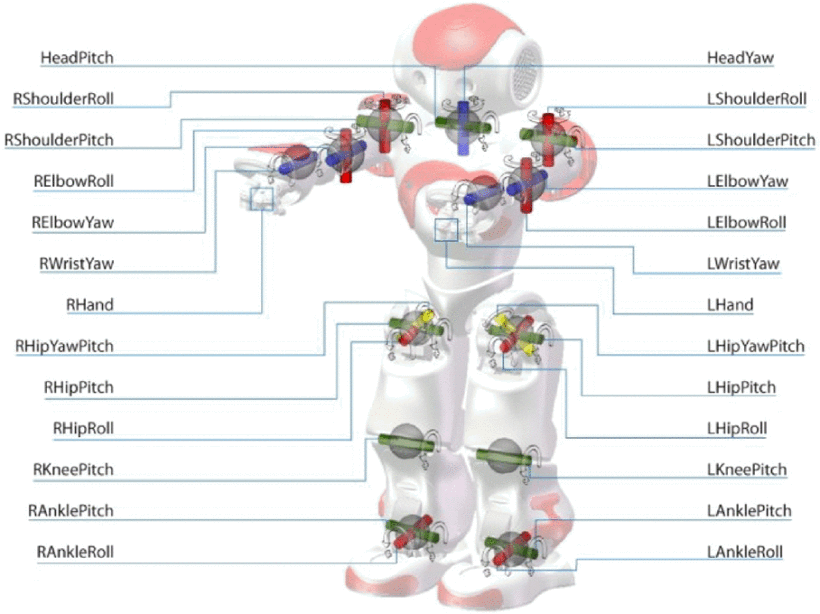 HeadPitch
RShoulderRoll
RShoulderPitch
RElbowRoll
RElbowYaw
RWristYaw
RHand
RHipYawPitch
RHipPitch
RHipRoll
RKneePitch
RAnklePitch
RAnkleRoll
HeadYaw
LShoulderRoll
LShoulderPitch
LElbowYaw
LElbowRoll
LWristYaw
LHand
LHipYawPitch
LHipPitch
LHipRoll
LKneePitch
LAnklePitch
LAnkleRoll